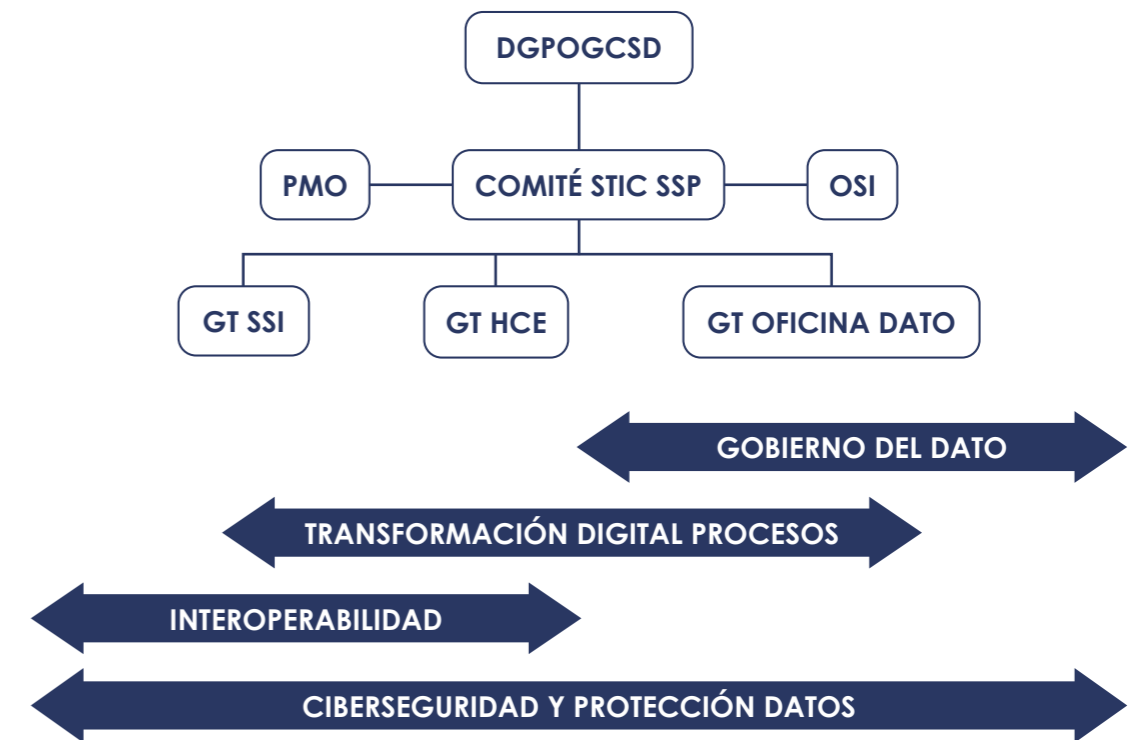 DGPOGCSD
PMO
COMITÉ STIC SSP
OSI
GT SSI
GT HCE
GT OFICINA DATO
GOBIERNO DEL DATO
TRANSFORMACIÓN DIGITAL PROCESOS
INTEROPERABILIDAD
CIBERSEGURIDAD Y PROTECCIÓN DATOS